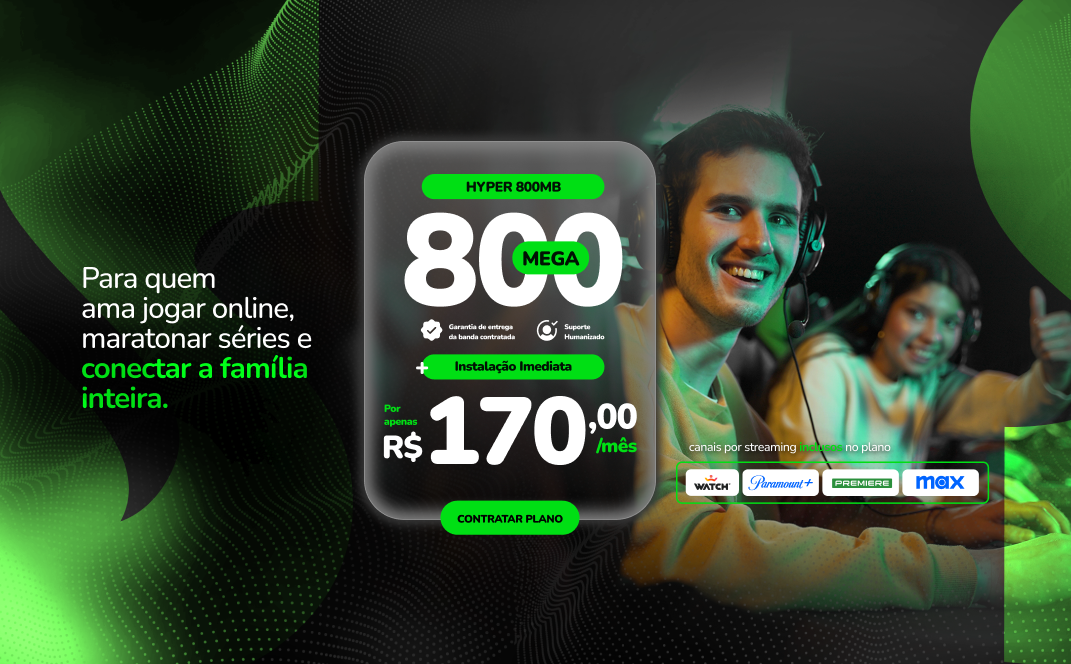 Para quem
ama jogar online,
maratonar séries e
conectar a família
inteira.
HYPER 800MB
800
MEGA
Garantia de entrega
da banda contratada
Suporte
Humanizado
+ Instalação Imediata
Por
apenas
R$170,00
/mês
CONTRATAR PLANO
canais por streaming inclusos no plano
WATCH
Paramount+
PREMIERE
max